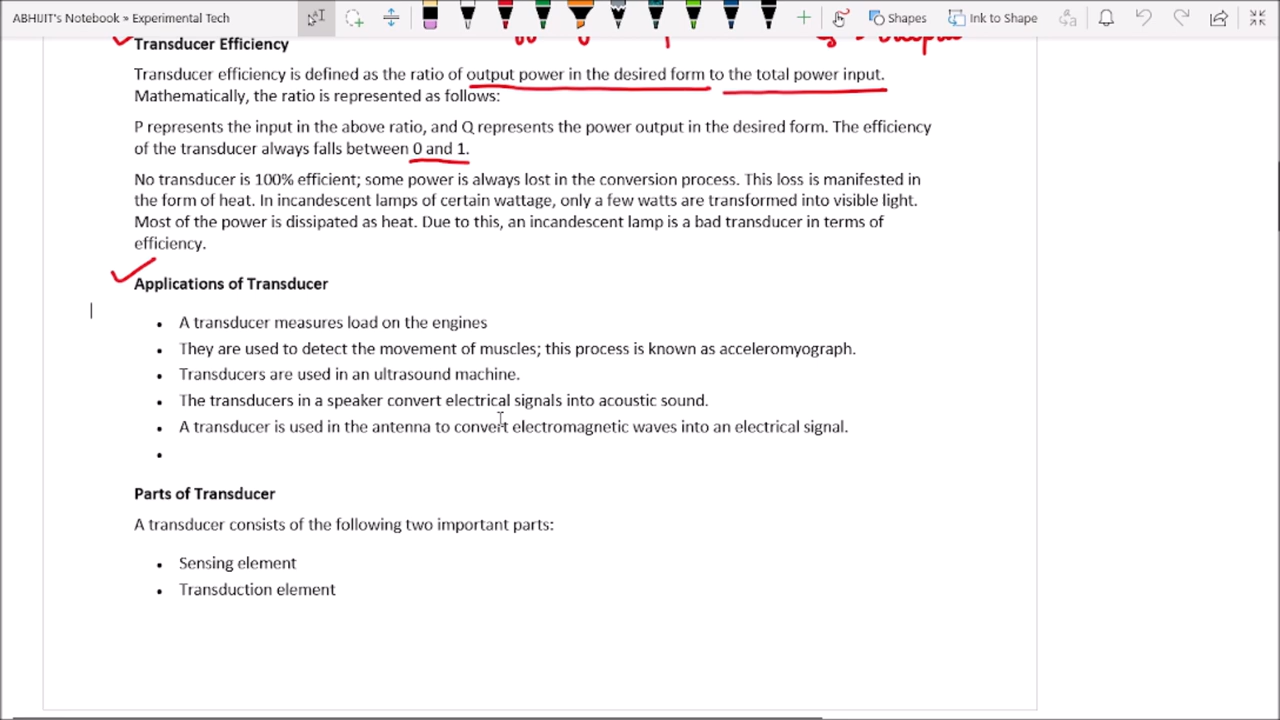 ABHIJIT's Notebook » Experimental Tech
Shapes
Ink to Shape
Transducer Efficiency
Transducer efficiency is defined as the ratio of output power in the desired form to the total power input.
Mathematically, the ratio is represented as follows:
P represents the input in the above ratio, and Q represents the power output in the desired form. The efficiency
of the transducer always falls between 0 and 1.
No transducer is 100% efficient; some power is always lost in the conversion process. This loss is manifested in
the form of heat. In incandescent lamps of certain wattage, only a few watts are transformed into visible light.
Most of the power is dissipated as heat. Due to this, an incandescent lamp is a bad transducer in terms of
efficiency.
Applications of Transducer
• A transducer measures load on the engines
• They are used to detect the movement of muscles; this process is known as acceleromyograph.
• Transducers are used in an ultrasound machine.
• The transducers in a speaker convert electrical signals into acoustic sound.
• A transducer is used in the antenna to convert electromagnetic waves into an electrical signal.
•
Parts of Transducer
A transducer consists of the following two important parts:
• Sensing element
• Transduction element